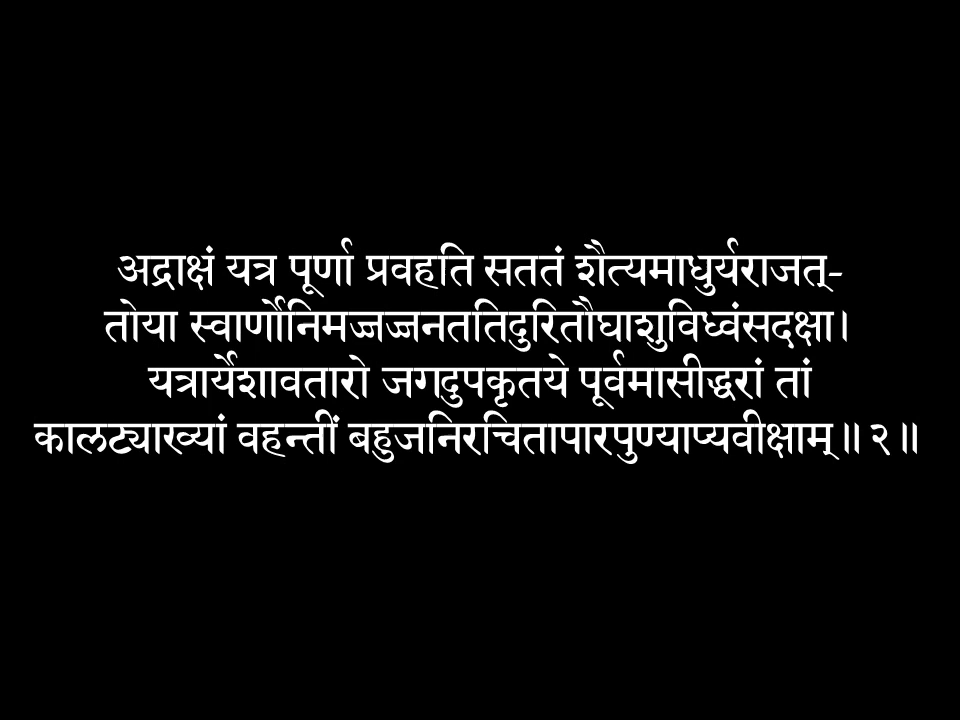 अद्राक्षं यत्र पूर्णा प्रवहति सततं शैत्यमाधुर्यराजत्-
तोया स्वार्णोनिमज्जज्जनततिदुरितौघाशुविध्वंसदक्षा।
यत्रार्येशावतारो जगदुपकृतये पूर्वमासीद्धरां तां
कालट्याख्यां वहन्तीं बहुजनिरचितापारपुण्याप्यवीक्षाम्॥ २॥